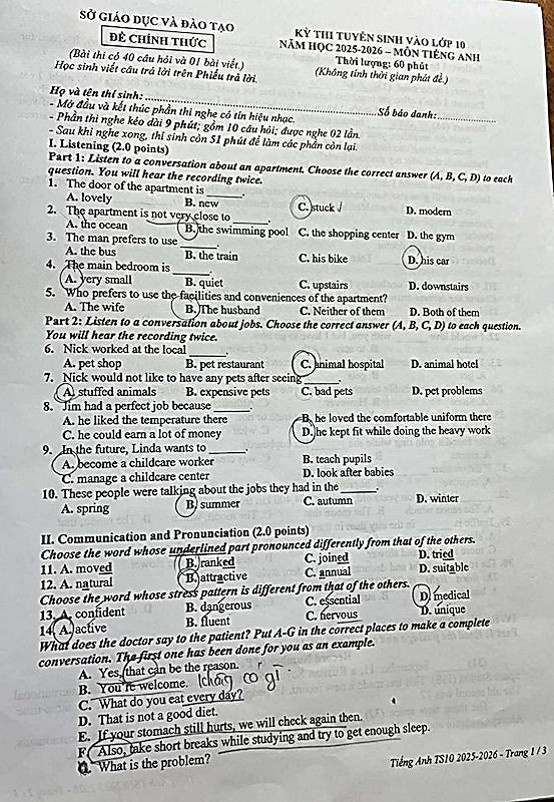 SỞ GIÁO DỤC VÀ ĐÀO TẠO
ĐỀ CHÍNH THỨC
(Bài thi có 40 câu hỏi và 01 bài viết.)
Học sinh viết câu trả lời trên Phiếu trả lời.
KỲ THI TUYỂN SINH VÀO LỚP 10
NĂM HỌC 2025-2026 – MÔN TIẾNG ANH
Thời lượng: 60 phút
(Không tính thời gian phát đề.)
Họ và tên thí sinh: ........................ Số báo danh: ................
- Mở đầu và kết thúc phần thi nghe có tín hiệu nhạc.
- Phần thi nghe kéo dài 9 phút; gồm 10 câu hỏi; được nghe 02 lần.
- Sau khi nghe xong, thí sinh còn 51 phút để làm các phần còn lại.
I. Listening (2.0 points)
Part 1: Listen to a conversation about an apartment. Choose the correct answer (A, B, C, D) to each
question. You will hear the recording twice.
1. The door of the apartment is ______.
A. lovely B. new C. stuck D. modern
2. The apartment is not very close to ______.
A. the ocean B. the swimming pool C. the shopping center D. the gym
3. The man prefers to use ______.
A. the bus B. the train C. his bike D. his car
4. The main bedroom is ______.
A. very small B. quiet C. upstairs D. downstairs
5. Who prefers to use the facilities and conveniences of the apartment?
A. The wife B. The husband C. Neither of them D. Both of them
Part 2: Listen to a conversation about jobs. Choose the correct answer (A, B, C, D) to each question.
You will hear the recording twice.
6. Nick worked at the local ______.
A. pet shop B. pet restaurant C. animal hospital D. animal hotel
7. Nick would not like to have any pets after seeing ______.
A. stuffed animals B. expensive pets C. bad pets D. pet problems
8. Jim had a perfect job because ______.
A. he liked the temperature there B. he loved the comfortable uniform there
C. he could earn a lot of money D. he kept fit while doing the heavy work
9. In the future, Linda wants to ______.
A. become a childcare worker B. teach pupils
C. manage a childcare center D. look after babies
10. These people were talking about the jobs they had in the ______.
A. spring B. summer C. autumn D. winter
II. Communication and Pronunciation (2.0 points)
Choose the word whose underlined part pronounced differently from that of the others.
11. A. moved B. ranked C. joined D. tried
12. A. natural B. attractive C. annual D. suitable
Choose the word whose stress pattern is different from that of the others.
13. A. confident B. dangerous C. essential D. medical
14. A. active B. fluent C. nervous D. unique
What does the doctor say to the patient? Put A-G in the correct places to make a complete
conversation. The first one has been done for you as an example.
A. Yes, that can be the reason.
B. You're welcome. không có gì.
C. What do you eat every day?
D. That is not a good diet.
E. If your stomach still hurts, we will check again then.
F. Also, take short breaks while studying and try to get enough sleep.
G. What is the problem?
Tiếng Anh TS10 2025-2026 - Trang 1 / 3